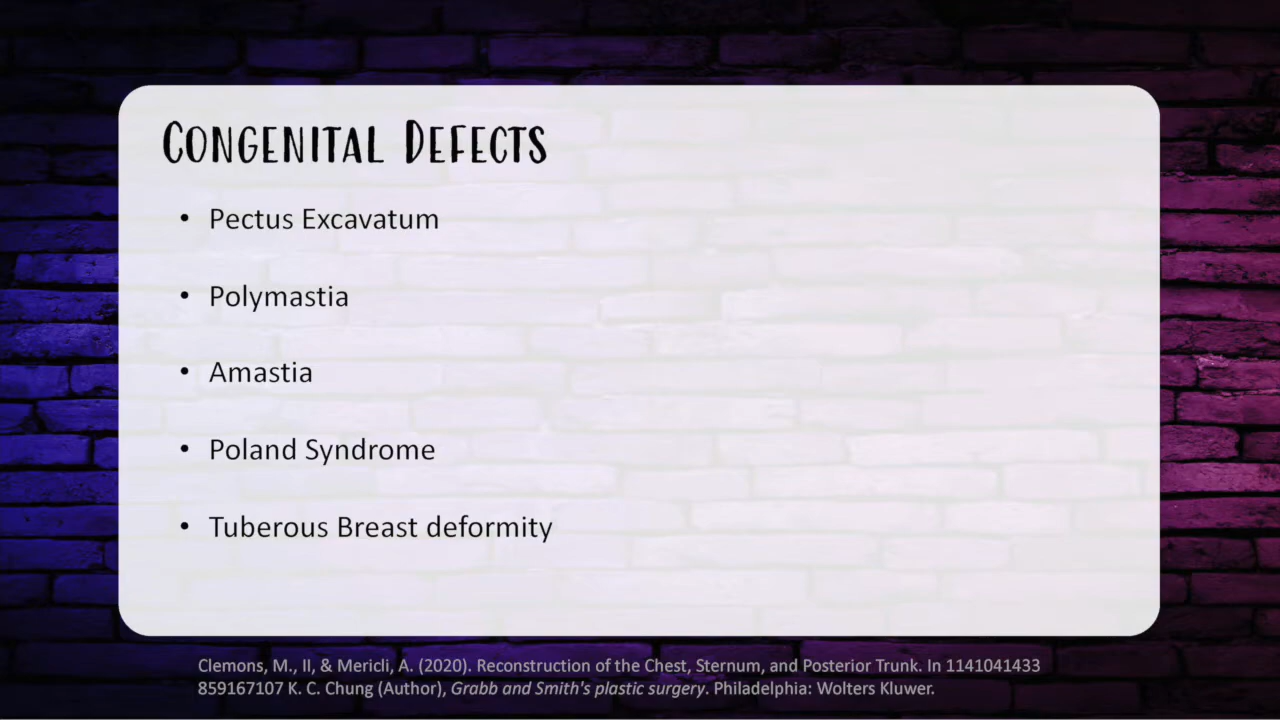 Congenital Defects
• Pectus Excavatum
• Polymastia
• Amastia
• Poland Syndrome
• Tuberous Breast deformity
Clemons, M., II, & Mericli, A. (2020). Reconstruction of the Chest, Sternum, and Posterior Trunk. In 1141041433
859167107 K. C. Chung (Author), Grabb and Smith's plastic surgery. Philadelphia: Wolters Kluwer.